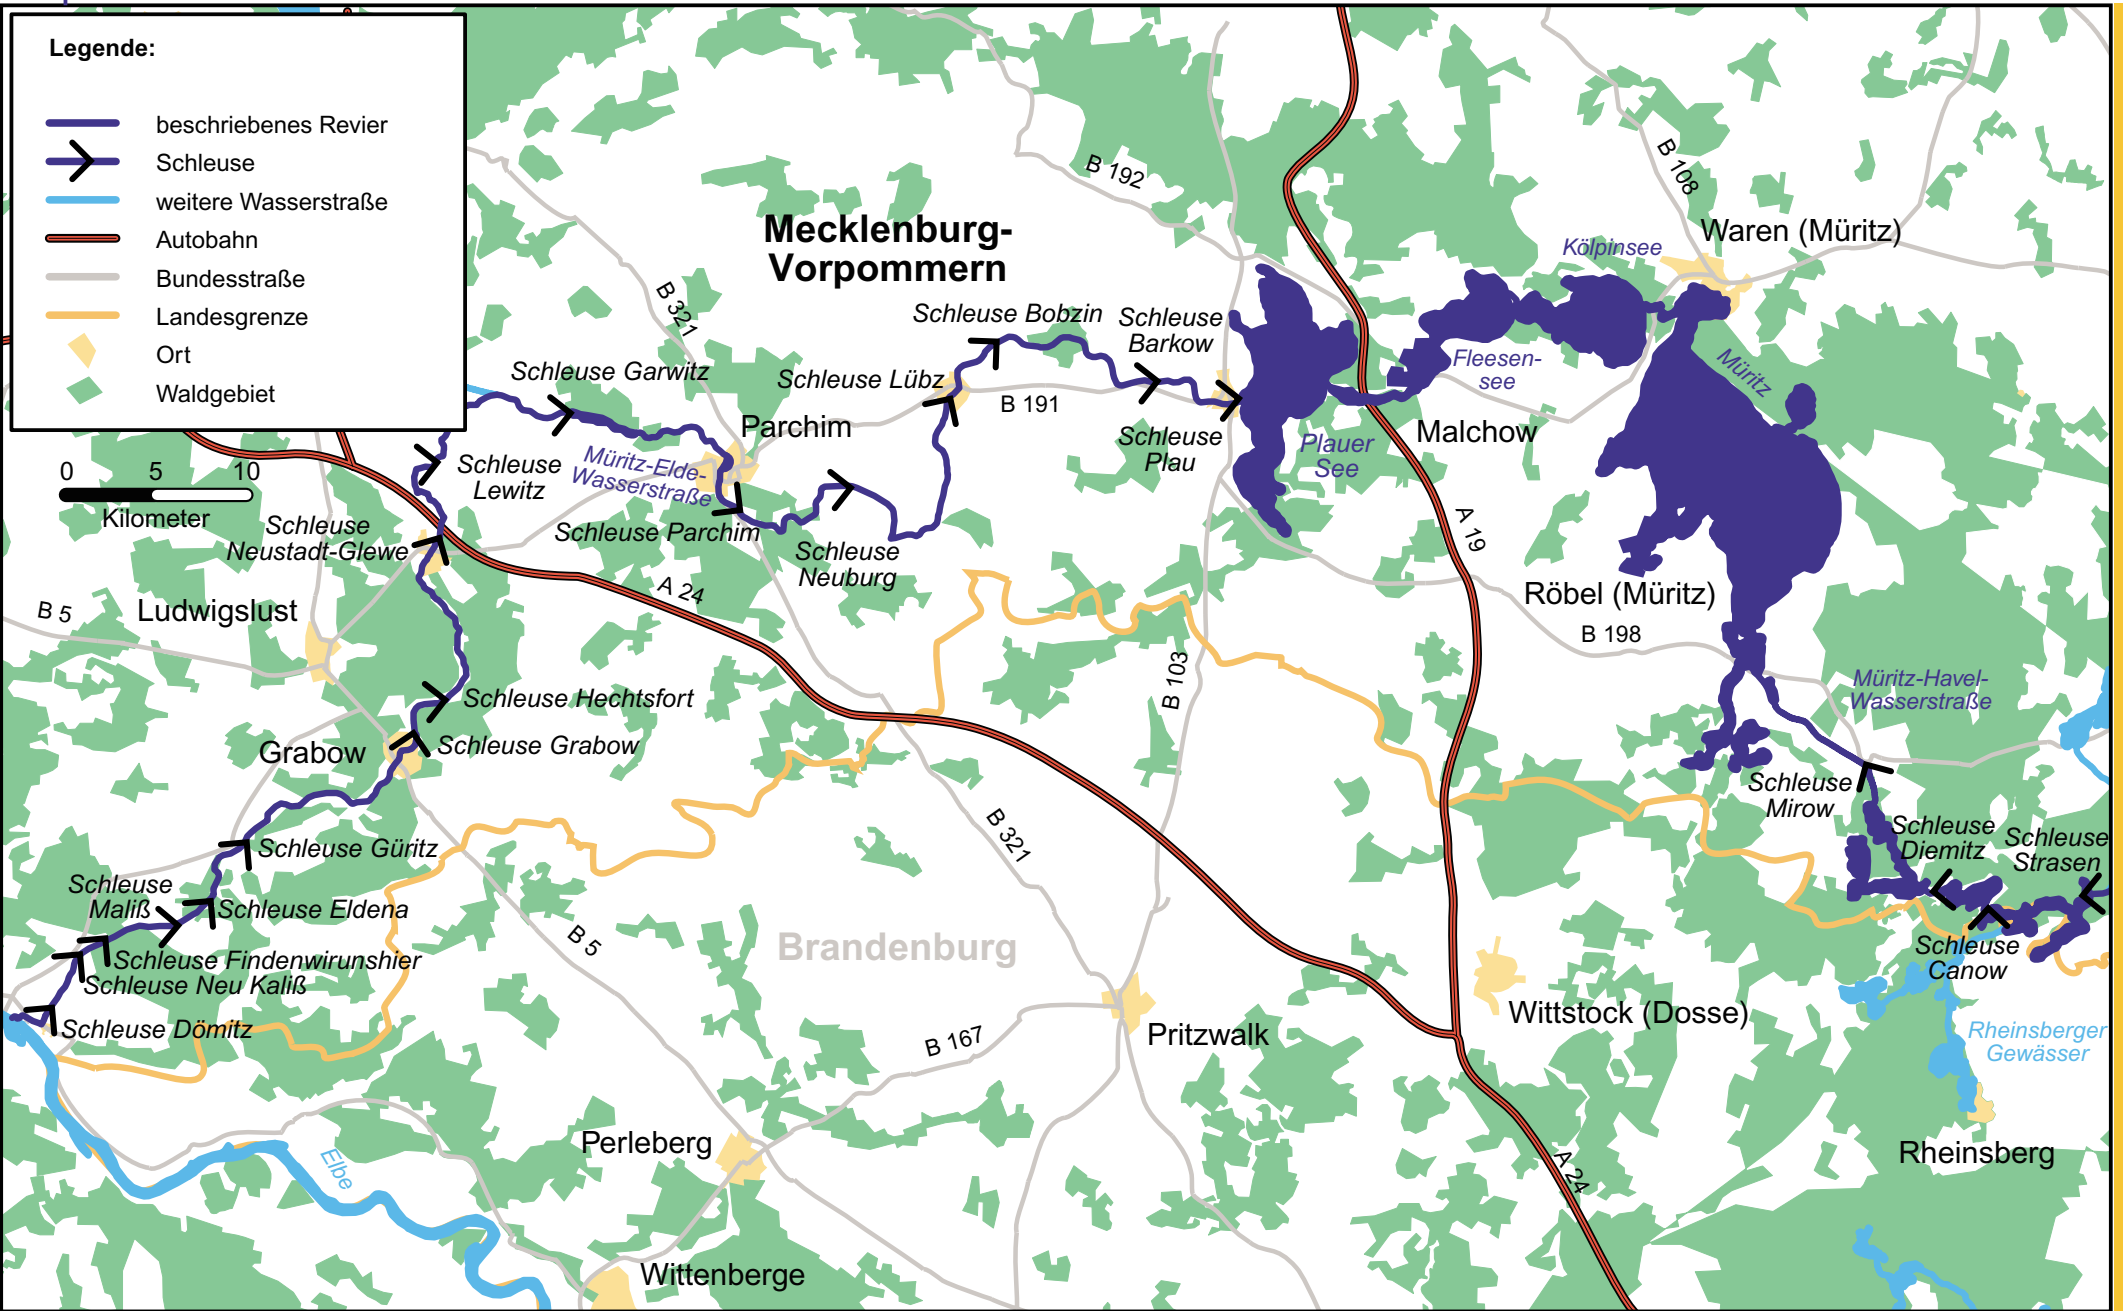 Legende:
beschriebenes Revier
Schleuse
weitere Wasserstraße
Autobahn
Bundesstraße
Landesgrenze
Ort
Waldgebiet
0 5 10
Kilometer
Mecklenburg-
Vorpommern
B 192
B 108
Waren (Müritz)
Kölpinsee
B 321
Schleuse Bobzin
Schleuse
Barkow
Schleuse Garwitz
Schleuse Lübz
B 191
Fleesen-
see
Müritz
Parchim
Malchow
Schleuse
Plau
Plauer
See
Schleuse
Lewitz
Müritz-Elde-
Wasserstraße
Schleuse Parchim
Schleuse
Neuburg
Schleuse
Neustadt-Glewe
A 19
A 24
Röbel (Müritz)
B 198
B 5
Ludwigslust
B 103
Müritz-Havel-
Wasserstraße
Schleuse Hechtsfort
Schleuse Grabow
Grabow
Schleuse
Mirow
Schleuse
Diemitz
Schleuse
Strasen
B 321
Schleuse Güritz
Schleuse
Maliß
Schleuse Eldena
B 5
Brandenburg
Schleuse
Canow
Schleuse Findenwirunshier
Schleuse Neu Kaliß
Schleuse Dömitz
Wittstock (Dosse)
Pritzwalk
B 167
Rheinsberger
Gewässer
Perleberg
Elbe
A 24
Rheinsberg
Wittenberge